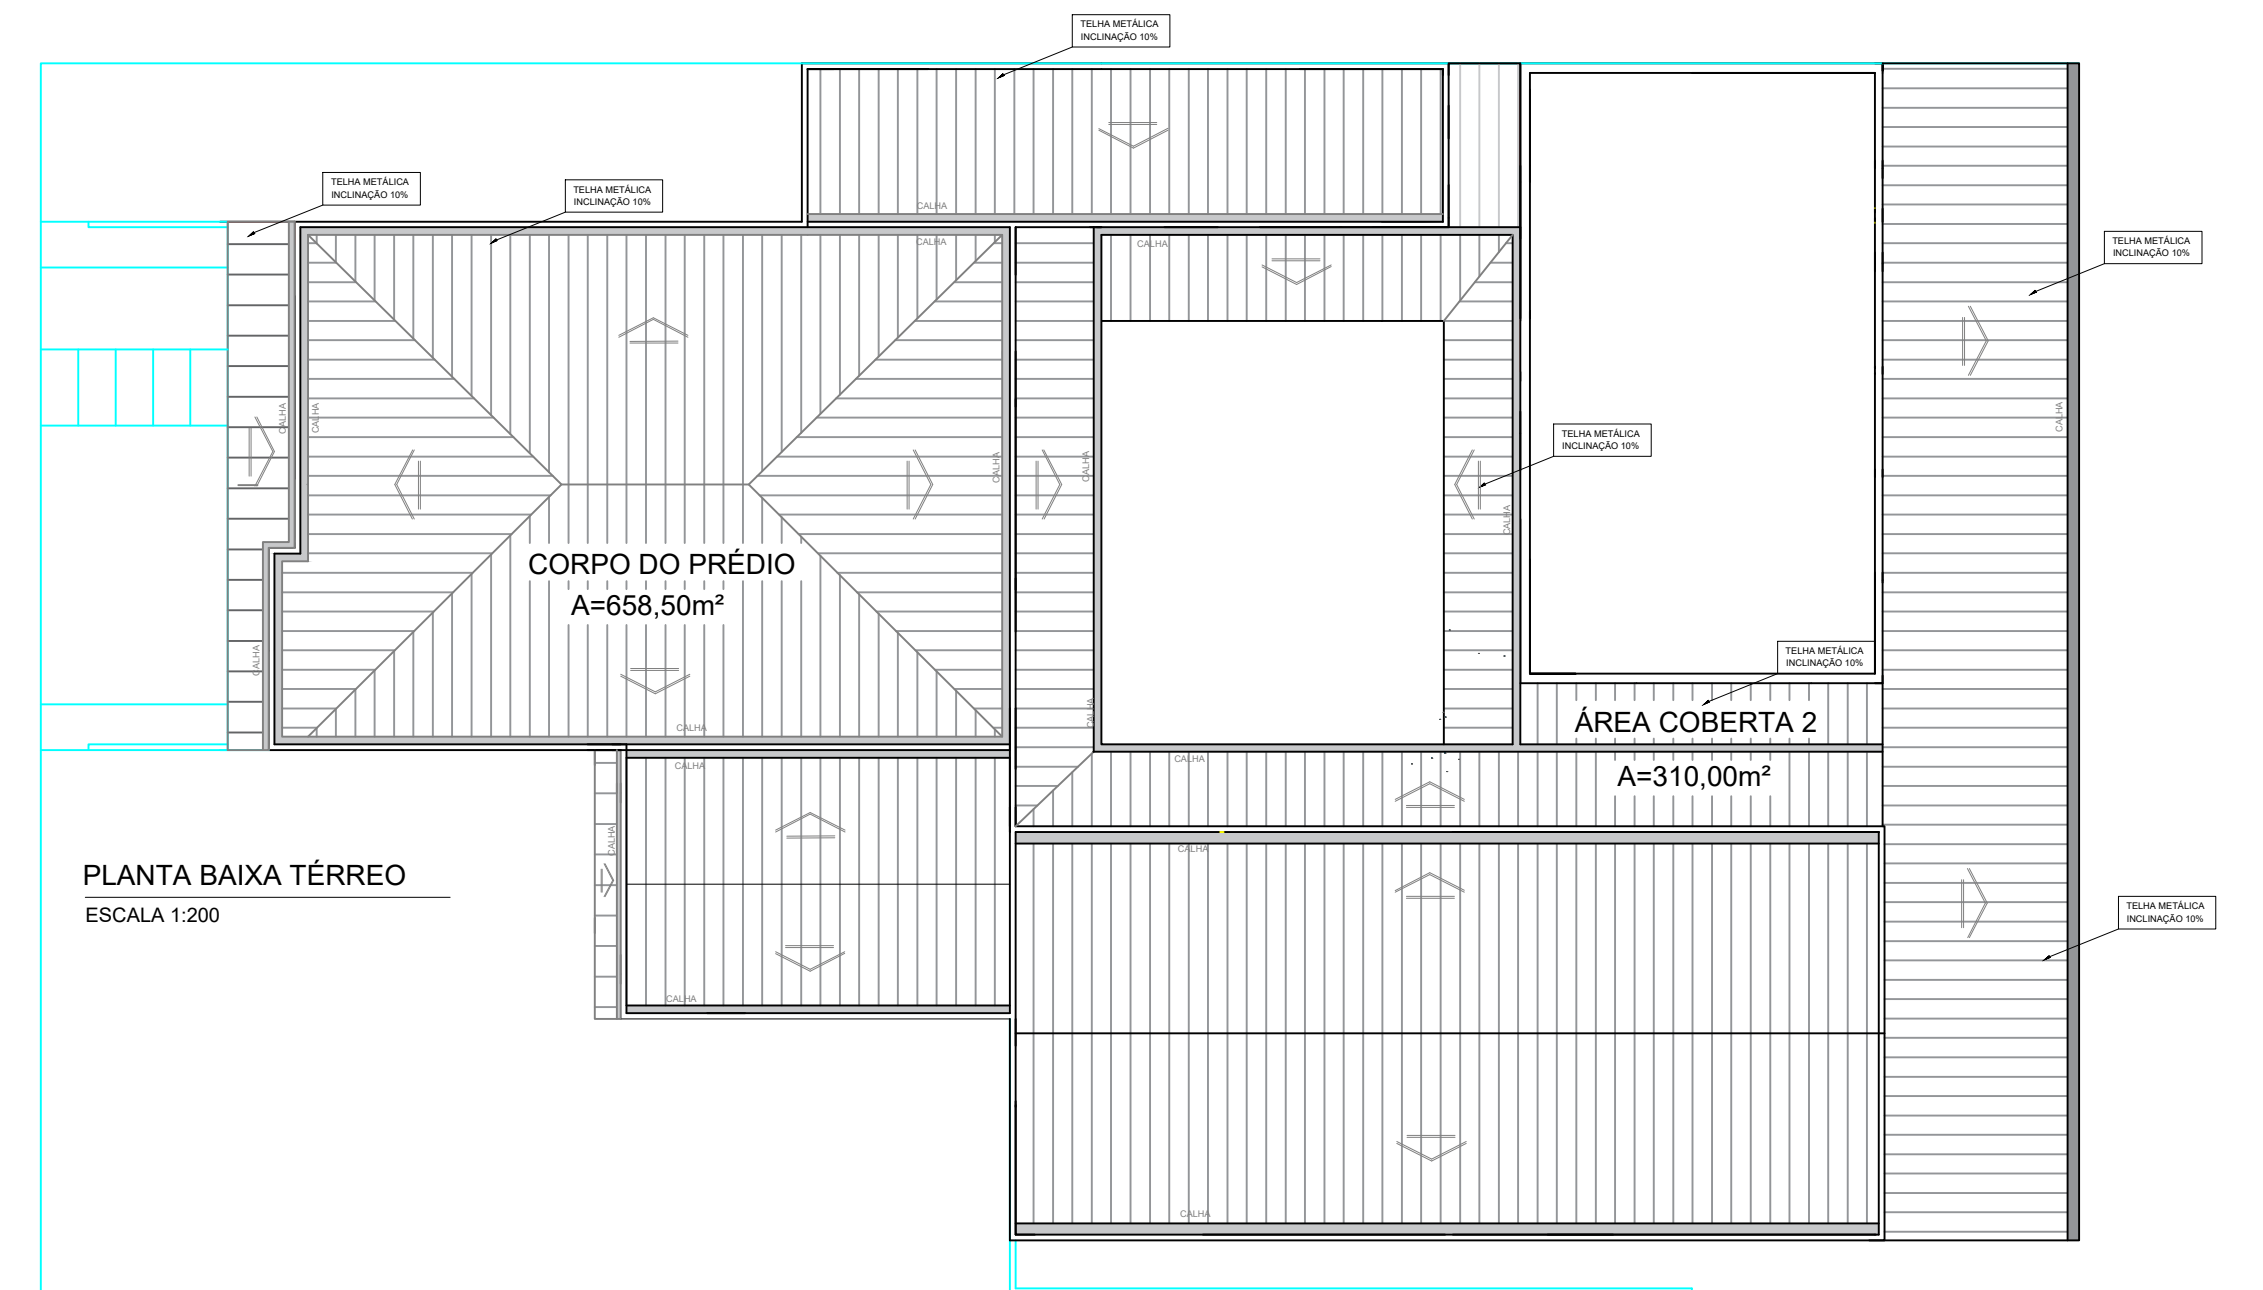 TELHA METÁLICA
INCLINAÇÃO 10%
TELHA METÁLICA
INCLINAÇÃO 10%
TELHA METÁLICA
INCLINAÇÃO 10%
CALHA
CALHA
CALHA
TELHA METÁLICA
INCLINAÇÃO 10%
CALHA
CALHA
CALHA
TELHA METÁLICA
INCLINAÇÃO 10%
CALHA
CALHA
CALHA
CORPO DO PRÉDIO
A=658,50m²
CALHA
TELHA METÁLICA
INCLINAÇÃO 10%
CALHA
ÁREA COBERTA 2
A=310,00m²
CALHA
CALHA
CALHA
CALHA
CALHA
PLANTA BAIXA TÉRREO
ESCALA 1:200
TELHA METÁLICA
INCLINAÇÃO 10%
CALHA
CALHA